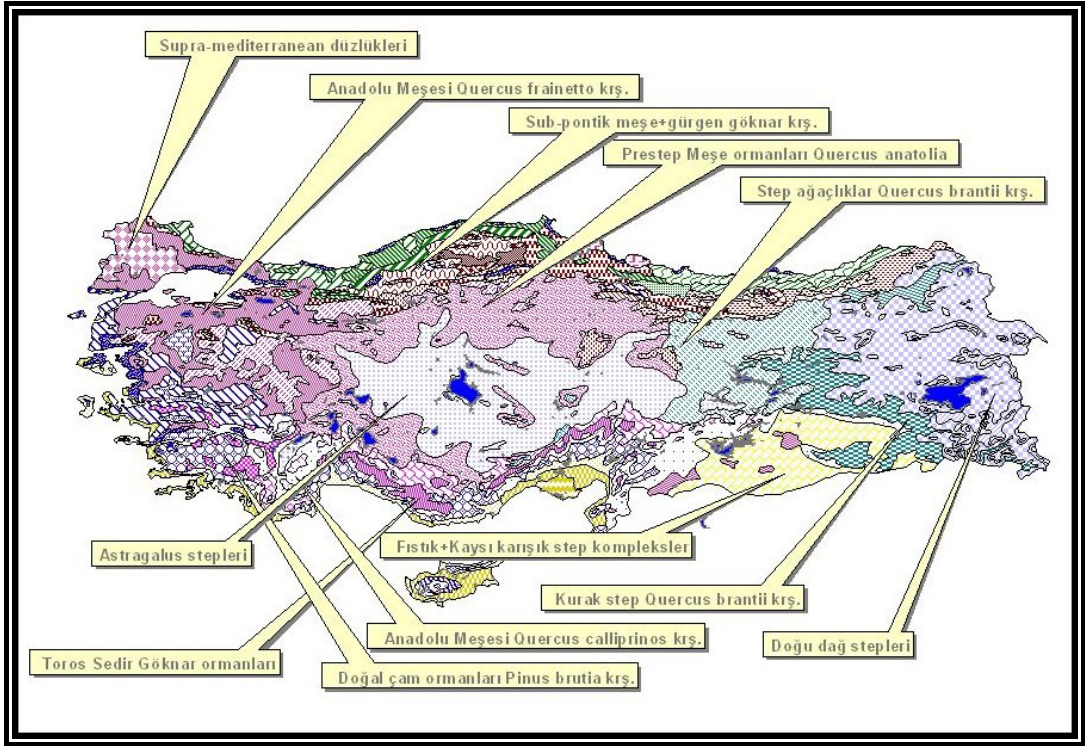 Supra-mediterranean düzlükleri
Anadolu Meşesi Quercus frainetto krş.
Sub-pontik meşe+gürgen göknar krş.
Prestep Meşe ormanları Quercus anatolia
Step ağaçlıklar Quercus brantii krş.
Astragalus stepleri
Fıstık+Kaysı karışık step kompleksler
Kurak step Quercus brantii krş.
Anadolu Meşesi Quercus calliprinos krş.
Doğu dağ stepleri
Toros Sedir Göknar ormanları
Doğal çam ormanları Pinus brutia krş.